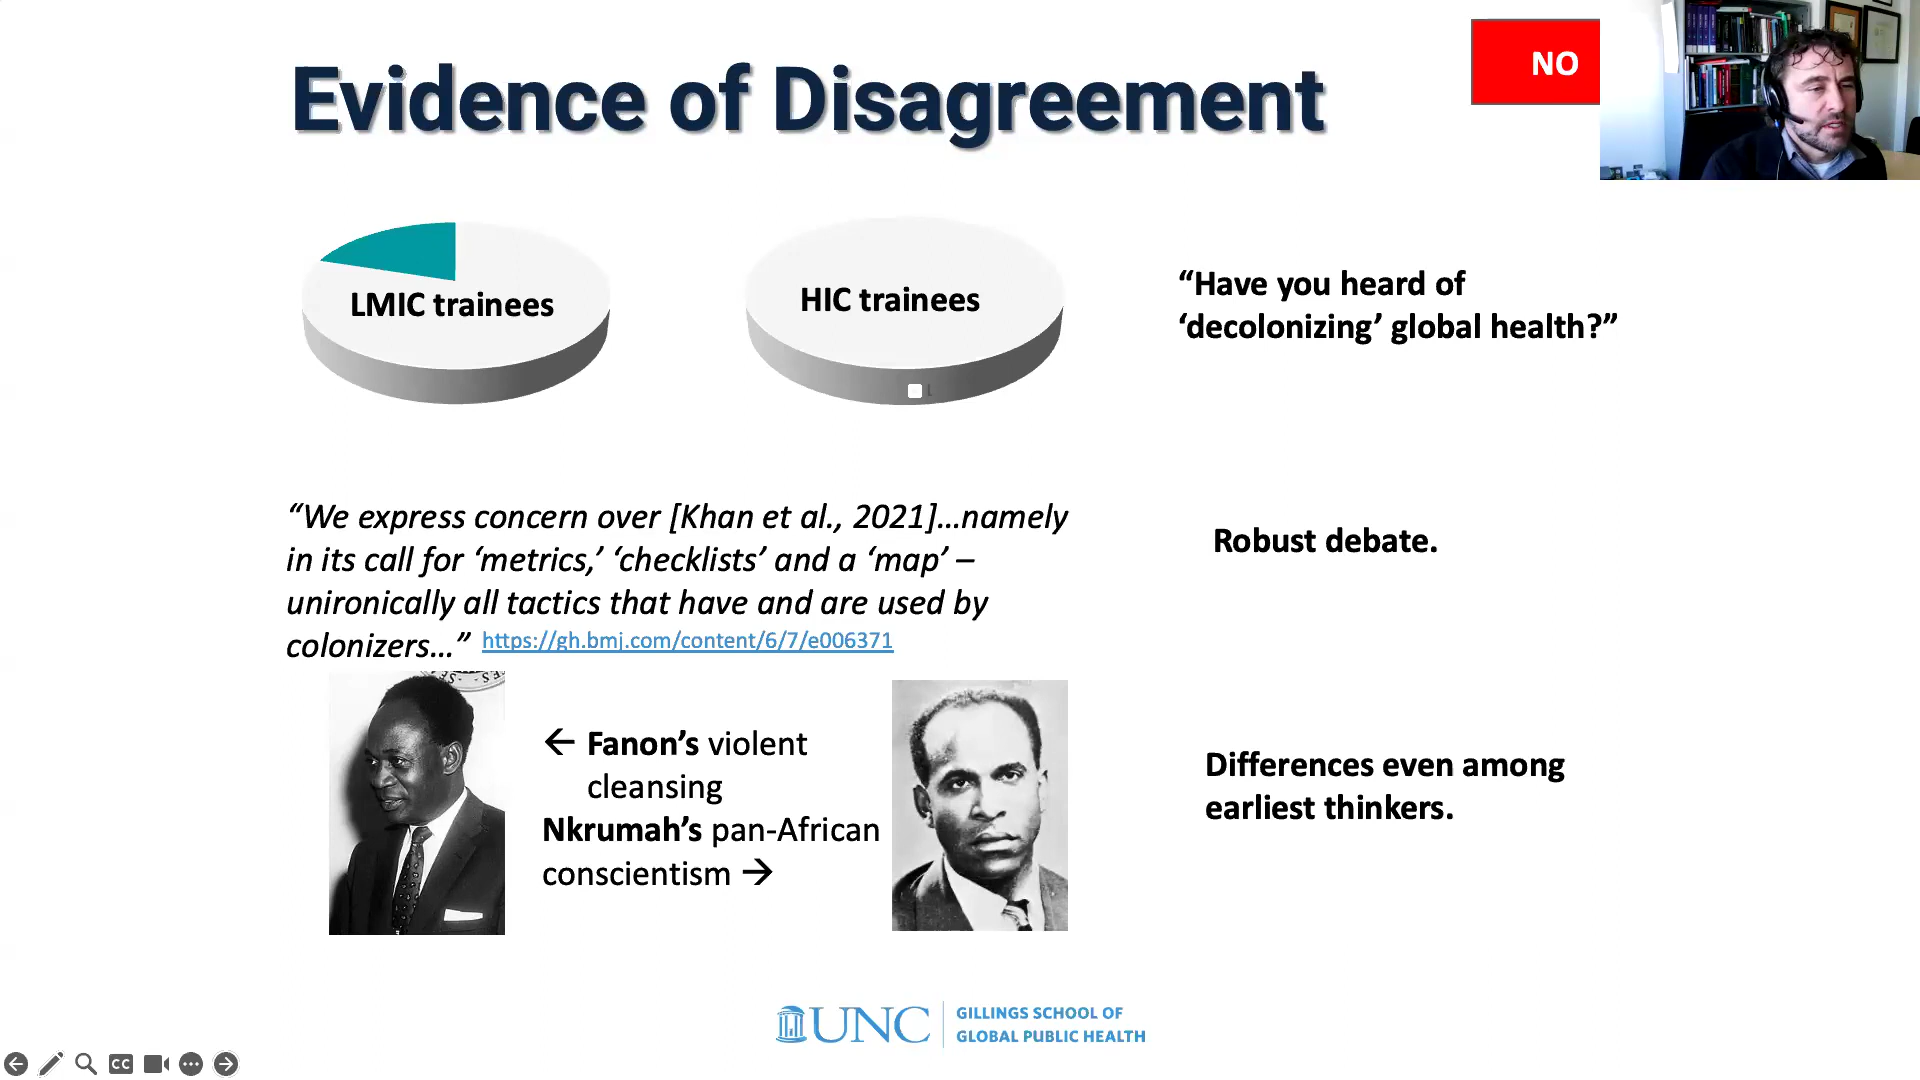 Evidence of Disagreement
NO
LMIC trainees
HIC trainees
“Have you heard of
‘decolonizing’ global health?”
“We express concern over [Khan et al., 2021]…namely
in its call for ‘metrics,’ ‘checklists’ and a ‘map’ –
unironically all tactics that have and are used by
colonizers…” https://gh.bmj.com/content/6/7/e006371
Robust debate.
← Fanon’s violent
cleansing
Nkrumah’s pan-African
conscientism →
Differences even among
earliest thinkers.
UNC
GILLINGS SCHOOL OF
GLOBAL PUBLIC HEALTH
CC